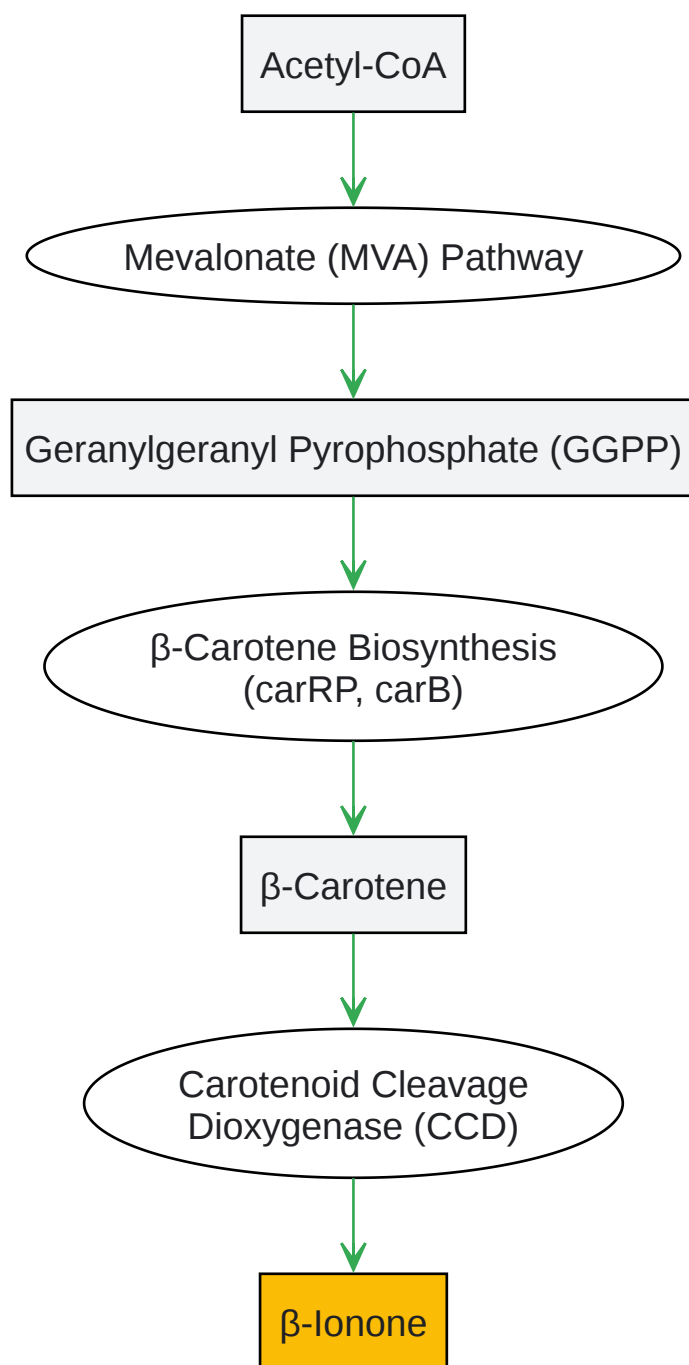 Acetyl-CoA
Mevalonate (MVA) Pathway
Geranylgeranyl Pyrophosphate (GGPP)
β-Carotene Biosynthesis
(carRP, carB)
β-Carotene
Carotenoid Cleavage
Dioxygenase (CCD)
β-Ionone